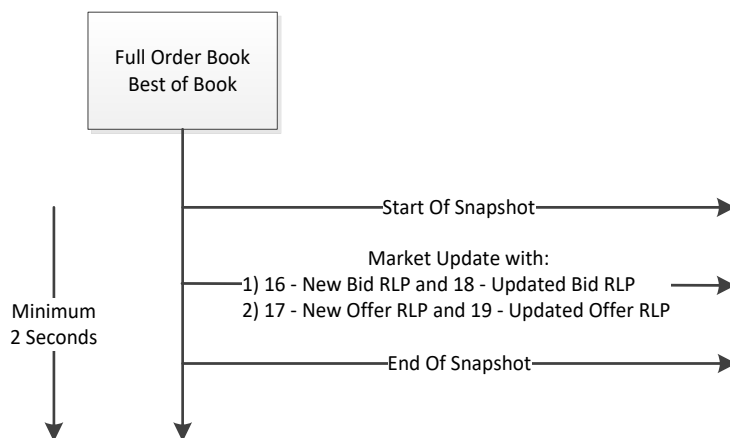 Full Order Book
Best of Book
Start Of Snapshot
Market Update with:
1) 16 - New Bid RLP and 18 - Updated Bid RLP
2) 17 - New Offer RLP and 19 - Updated Offer RLP
Minimum
2 Seconds
End Of Snapshot